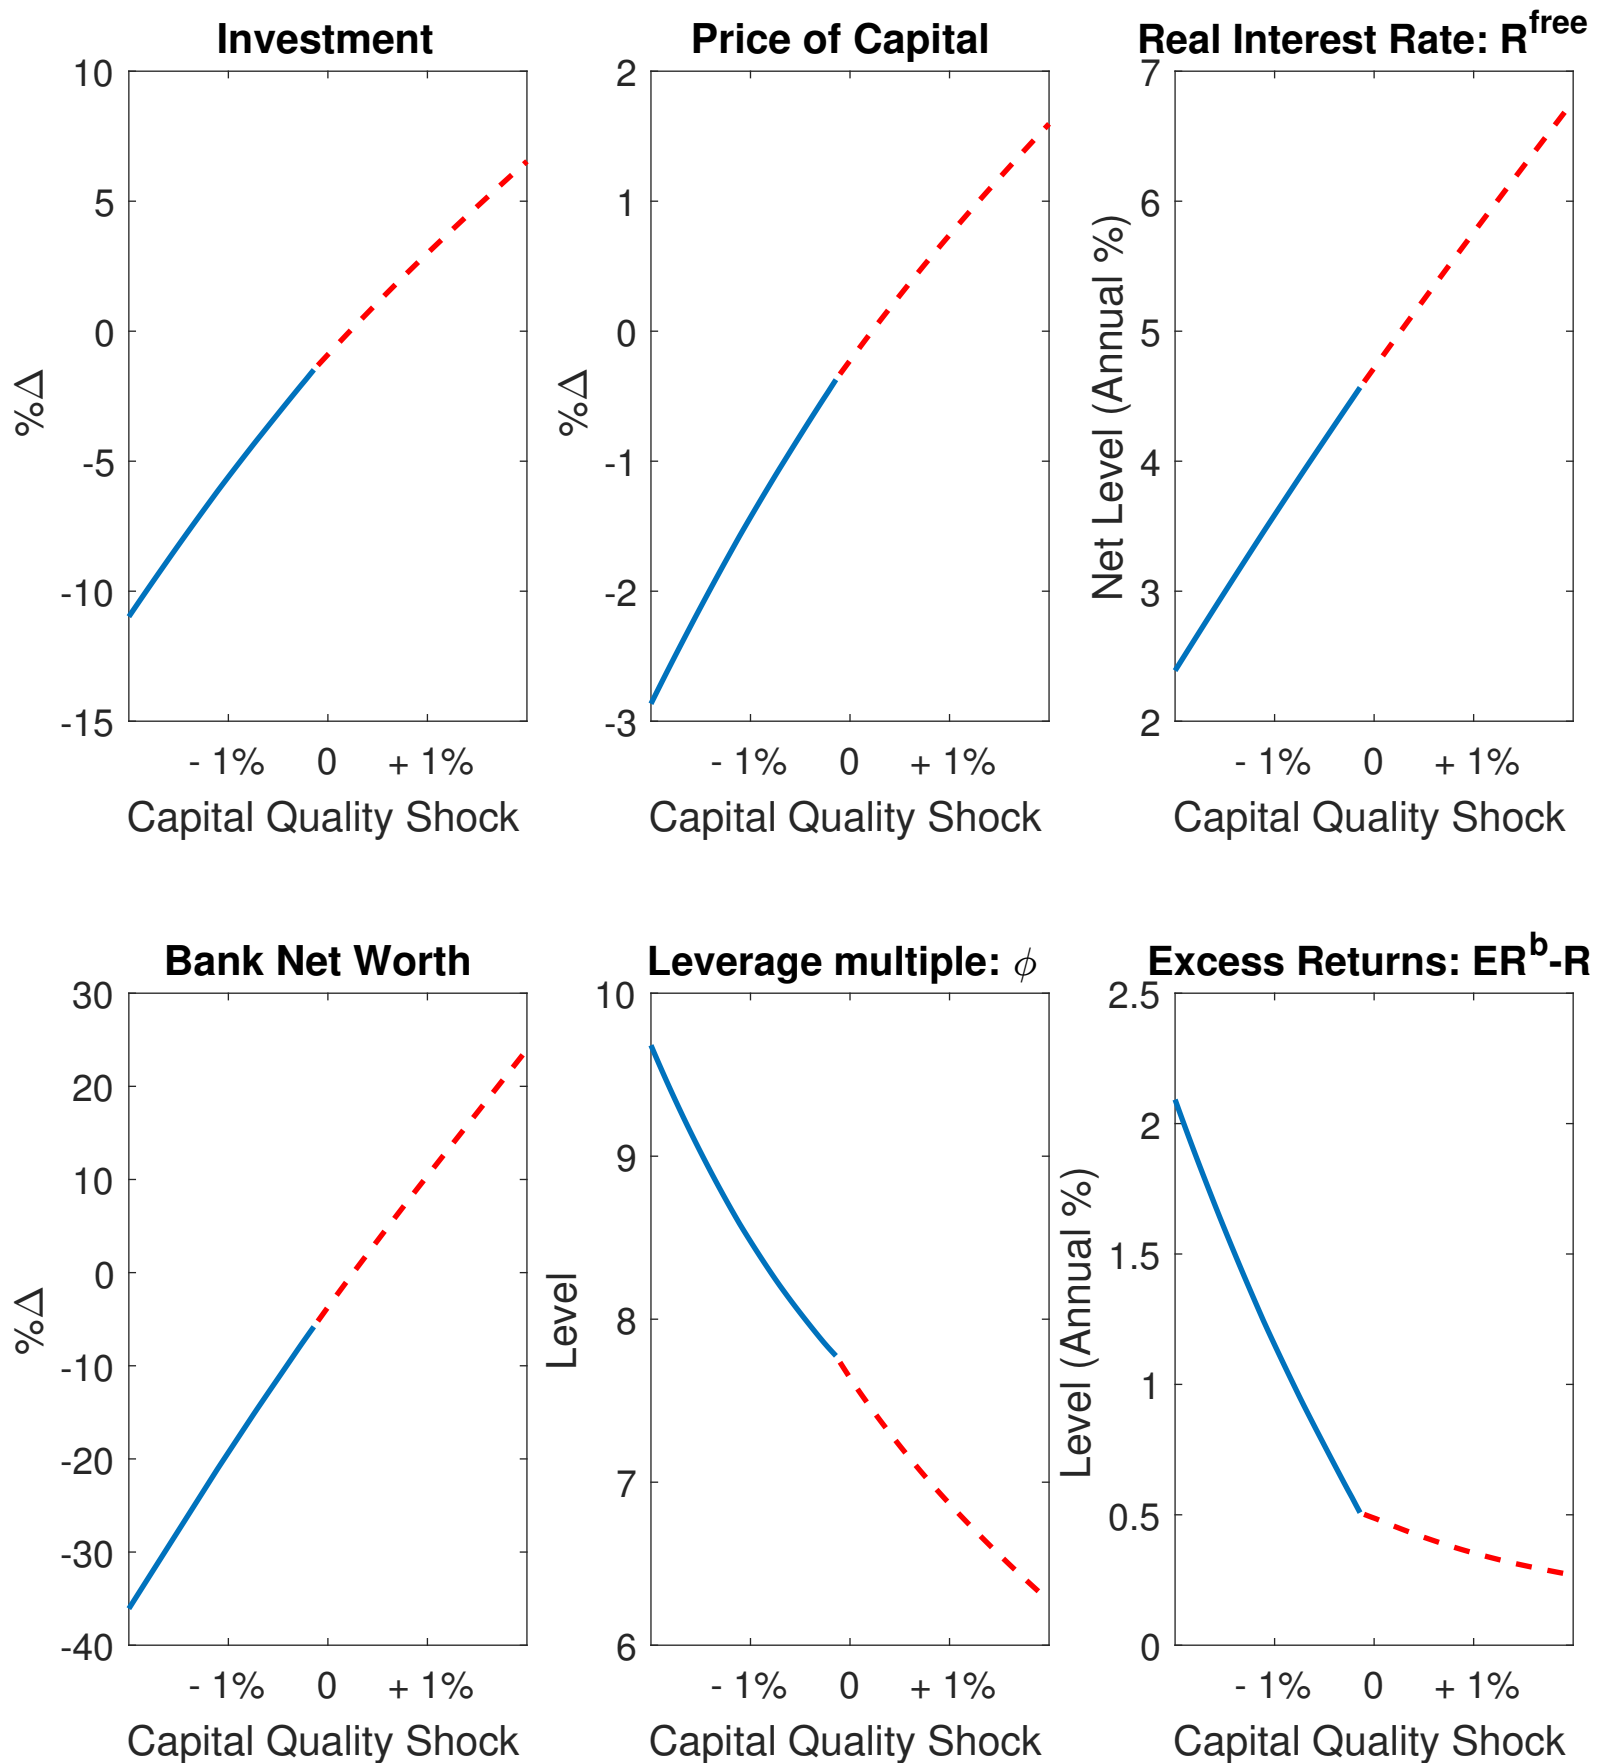 Investment
%Δ
10
5
0
-5
-10
-15
- 1% 0 + 1%
Capital Quality Shock
Price of Capital
%Δ
2
1
0
-1
-2
-3
- 1% 0 + 1%
Capital Quality Shock
Real Interest Rate: R^free
Net Level (Annual %)
7
6
5
4
3
2
- 1% 0 + 1%
Capital Quality Shock
Bank Net Worth
%Δ
30
20
10
0
-10
-20
-30
-40
- 1% 0 + 1%
Capital Quality Shock
Leverage multiple: ϕ
Level
10
9
8
7
6
- 1% 0 + 1%
Capital Quality Shock
Excess Returns: ER^b-R
Level (Annual %)
2.5
2
1.5
1
0.5
0
- 1% 0 + 1%
Capital Quality Shock